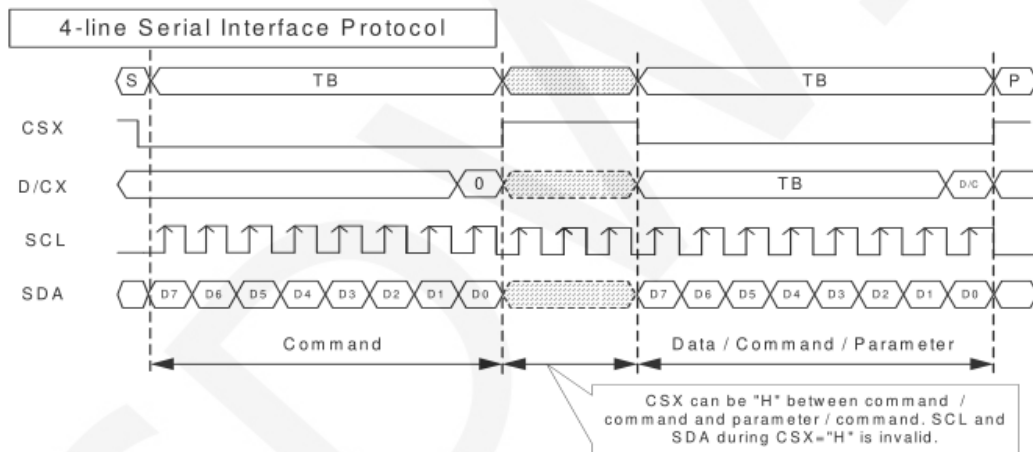 4-line Serial Interface Protocol
S TB TB P
CSX
D/CX 0 TB D/C
SCL
SDA D7 D6 D5 D4 D3 D2 D1 D0 D7 D6 D5 D4 D3 D2 D1 D0
Command Data / Command / Parameter
CSX can be "H" between command /
command and parameter / command. SCL and
SDA during CSX="H" is invalid.